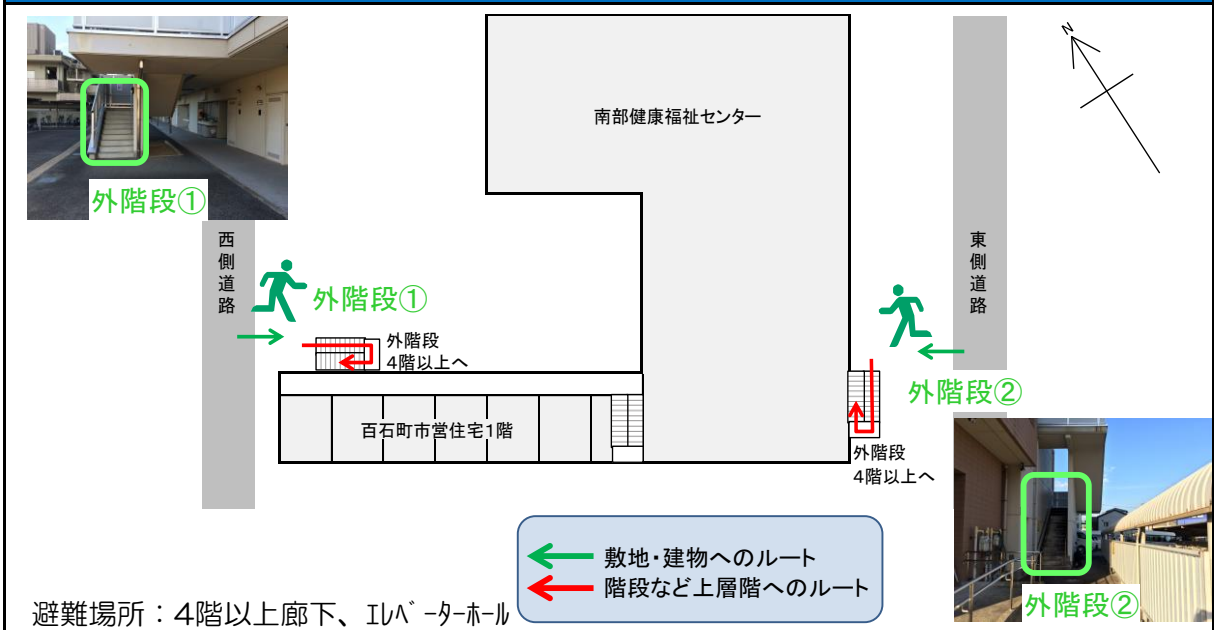 南部健康福祉センター
N
外階段①
西側道路
東側道路
外階段①
外階段
4階以上へ
外階段②
百石町市営住宅1階
外階段
4階以上へ
敷地・建物へのルート
階段など上層階へのルート
外階段②
避難場所:4階以上廊下、エレベーターホール